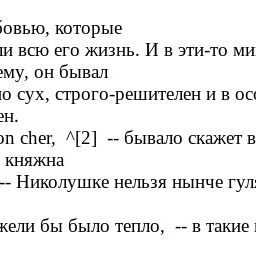 бовью, которые
ли всю его жизнь. И в эти-то ми
ему, он бывал
о сух, строго-решителен и в осо
ен.
on cher, ^[2] -- бывало скажет в
княжна
-- Николушке нельзя нынче гуля
жели бы было тепло, -- в такие